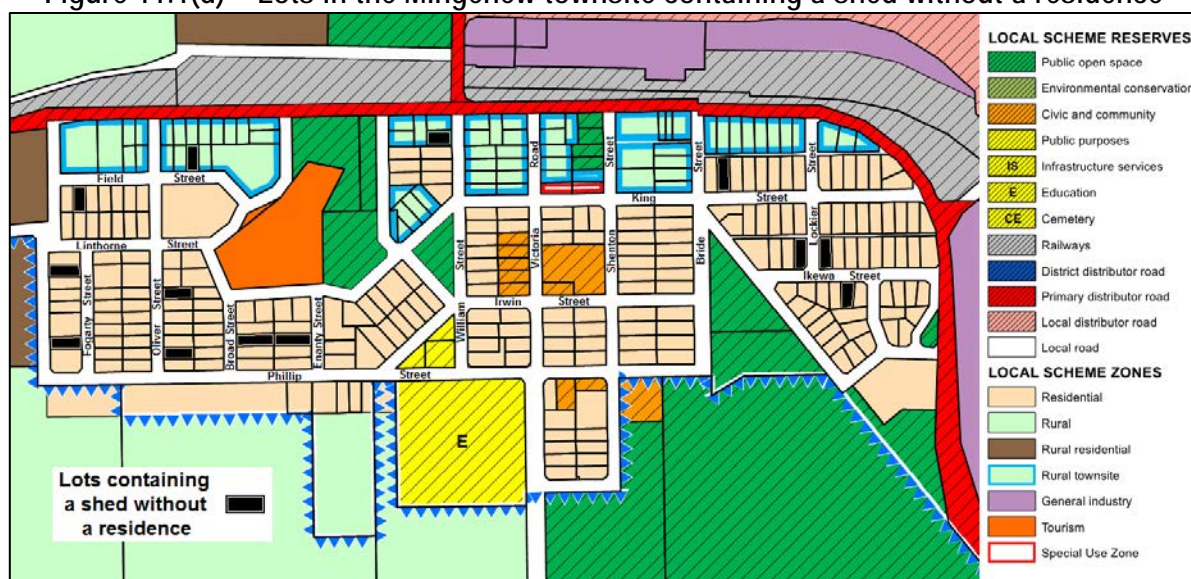 Figure 11.1(a) – Lots in the Mingenew townsite containing a shed without a residence
LOCAL SCHEME RESERVES
Public open space
Environmental conservation
Civic and community
Public purposes
IS Infrastructure services
E Education
CE Cemetery
Railways
District distributor road
Primary distributor road
Local distributor road
Local road
LOCAL SCHEME ZONES
Residential
Rural
Rural residential
Rural townsite
General industry
Tourism
Special Use Zone
Field Street
Linthorne Street
Fogarty Street
Oliver Street
Broad Street
Enanty Street
Phillip Street
William Street
Victoria Road
Shenton Street
Bride Street
King Street
Lockier Street
Irwin Street
Ikewa Street
E
Lots containing
a shed without
a residence